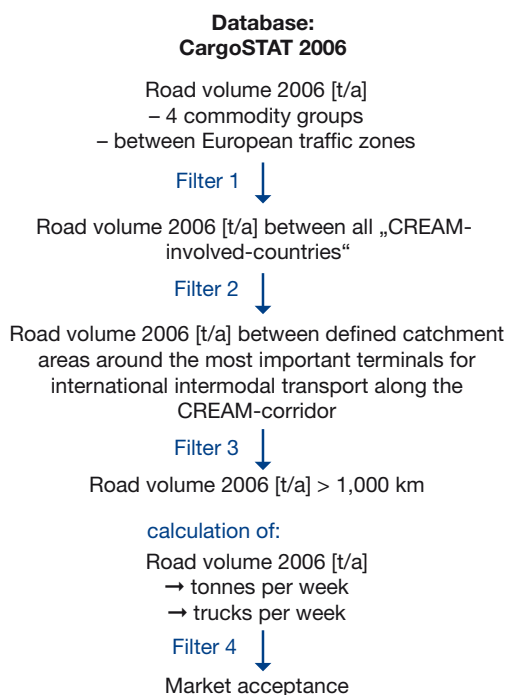 Database:
CargoSTAT 2006
Road volume 2006 [t/a]
– 4 commodity groups
– between European traffic zones
Filter 1
Road volume 2006 [t/a] between all „CREAM-
involved-countries“
Filter 2
Road volume 2006 [t/a] between defined catchment
areas around the most important terminals for
international intermodal transport along the
CREAM-corridor
Filter 3
Road volume 2006 [t/a] > 1,000 km
calculation of:
Road volume 2006 [t/a]
→ tonnes per week
→ trucks per week
Filter 4
Market acceptance